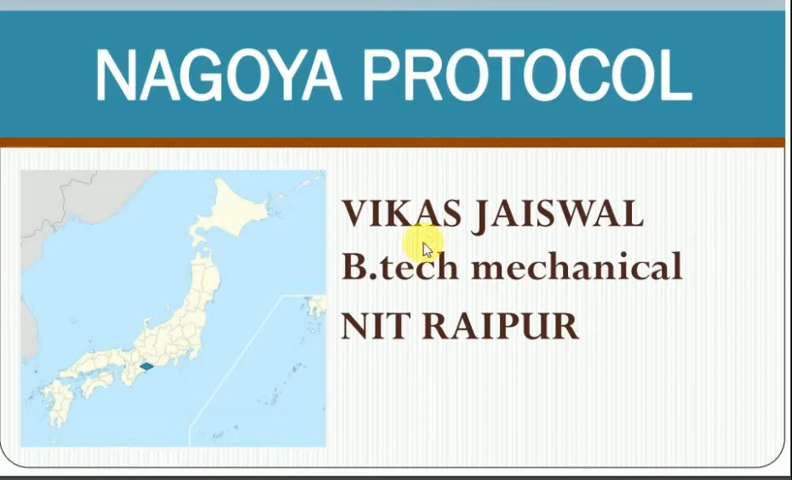 NAGOYA PROTOCOL
VIKAS JAISWAL
B.tech mechanical
NIT RAIPUR